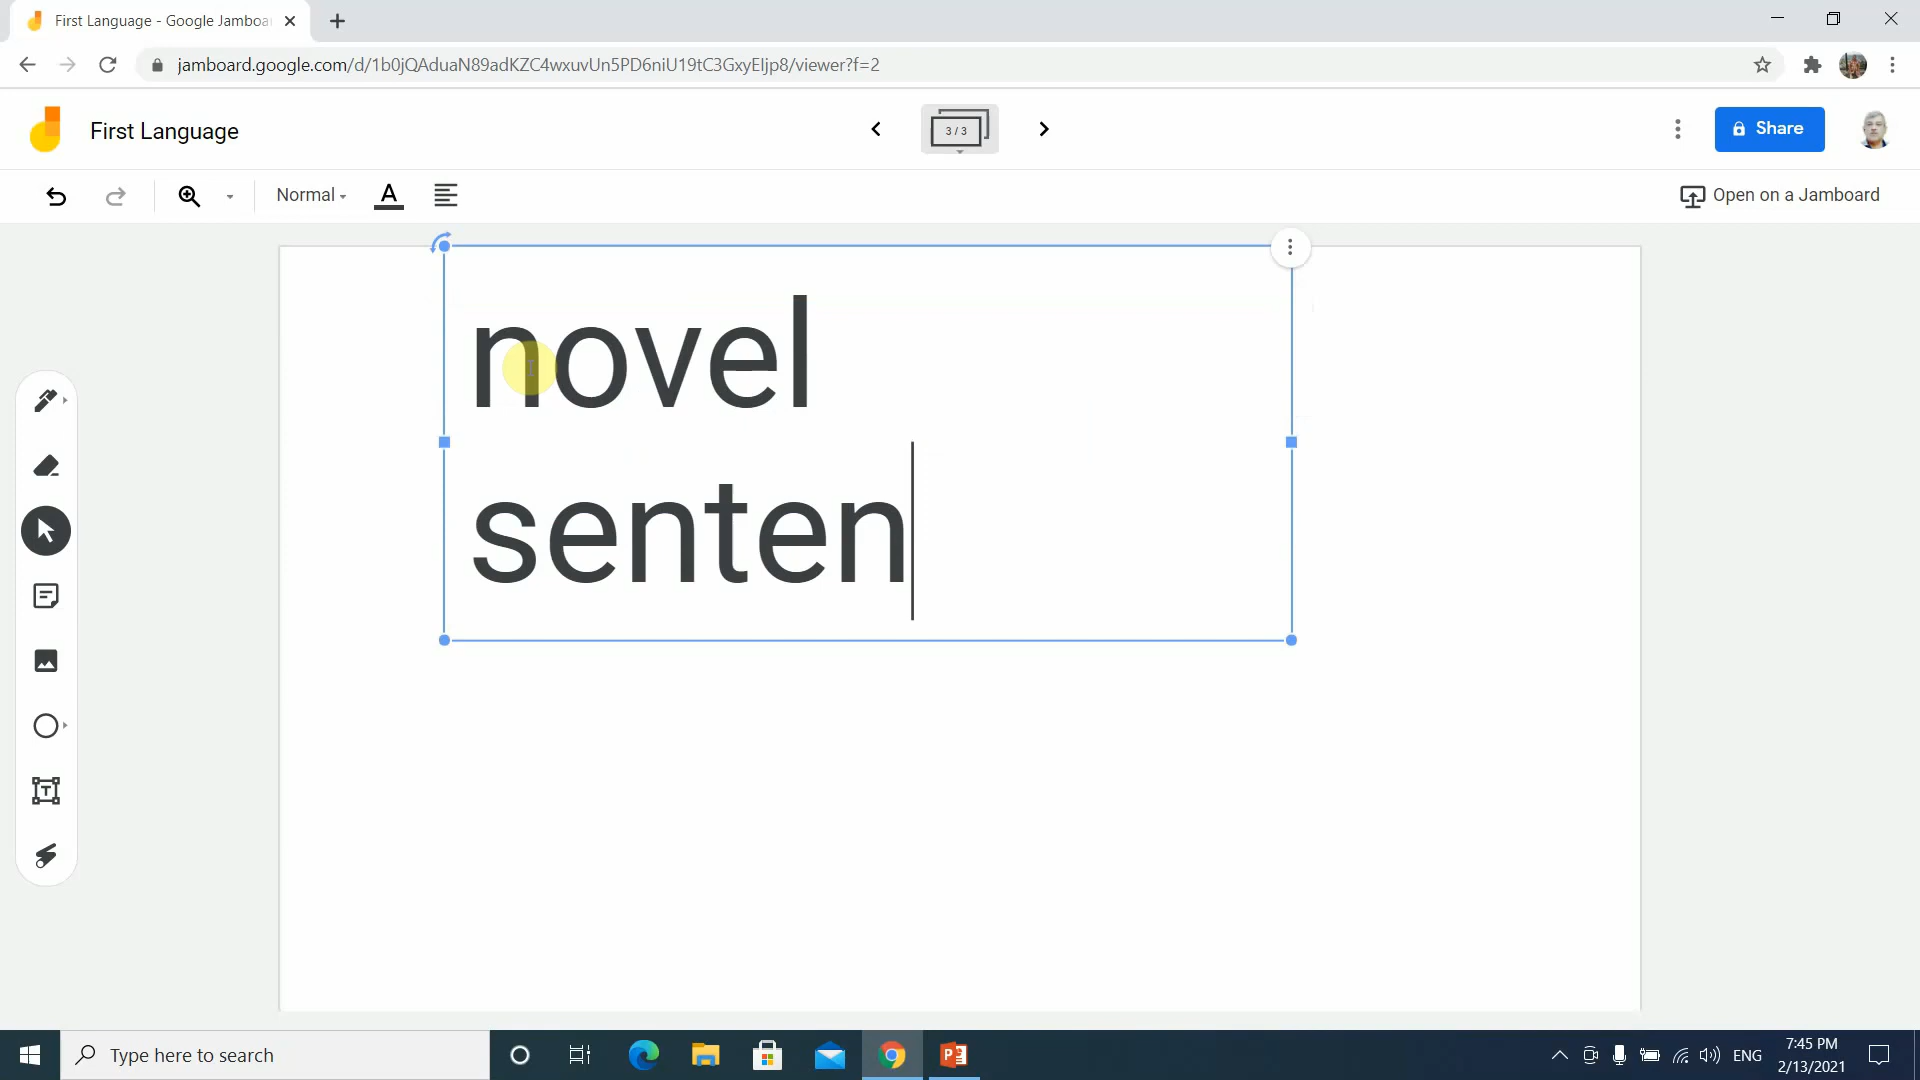 First Language - Google Jamboa
jamboard.google.com/d/1b0jQAduaN89adKZC4wxuvUn5PD6niU19tC3GxyEljp8/viewer?f=2
First Language
3 / 3
Share
Normal
A
Open on a Jamboard
novel
senten
T
Type here to search
P
ENG
7:45 PM
2/13/2021